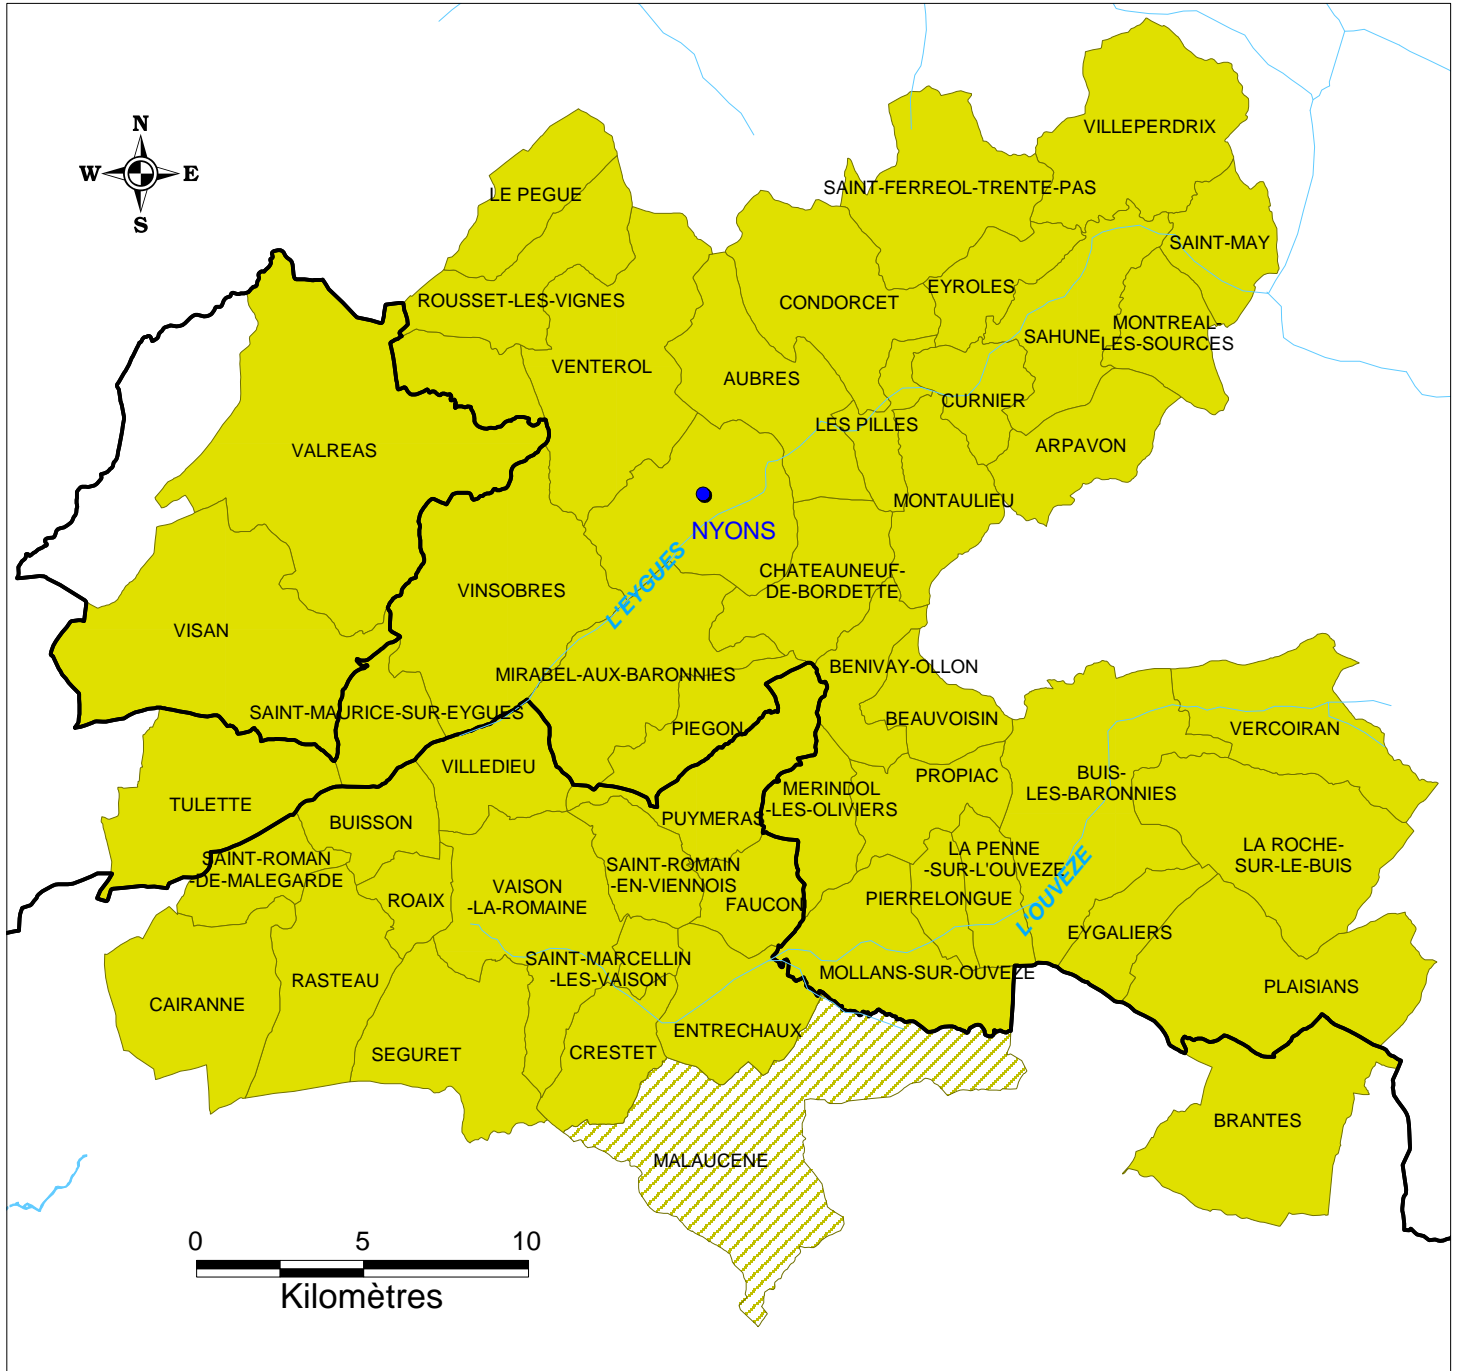 N
W E
S
VILLEPERDRIX
SAINT-FERREOL-TRENTE-PAS
LE PEGUE
SAINT-MAY
EYROLES
ROUSSET-LES-VIGNES
CONDORCET
MONTREAL-
LES-SOURCES
SAHUNE
VENTEROL
AUBRES
CURNIER
LES PILLES
ARPAVON
VALREAS
MONTAULIEU
NYONS
L'EYGUES
CHATEAUNEUF-
DE-BORDETTE
VINSOBRES
VISAN
BENIVAY-OLLON
MIRABEL-AUX-BARONNIES
SAINT-MAURICE-SUR-EYGUES
BEAUVOISIN
PIEGON
VERCOIRAN
VILLEDIEU
PROPIAC
BUIS-
LES-BARONNIES
MERINDOL
-LES-OLIVIERS
TULETTE
BUISSON
PUYMERAS
LA PENNE
-SUR-L'OUVEZE
LA ROCHE-
SUR-LE-BUIS
SAINT-ROMAN
-DE-MALEGARDE
SAINT-ROMAIN
-EN-VIENNOIS
VAISON
-LA-ROMAINE
ROAIX
FAUCON
PIERRELONGUE
L'OUVEZE
EYGALIERS
SAINT-MARCELLIN
-LES-VAISON
MOLLANS-SUR-OUVEZE
RASTEAU
PLAISIANS
CAIRANNE
ENTRECHAUX
SEGURET
CRESTET
BRANTES
MALAUCENE
0 5 10
Kilomètres